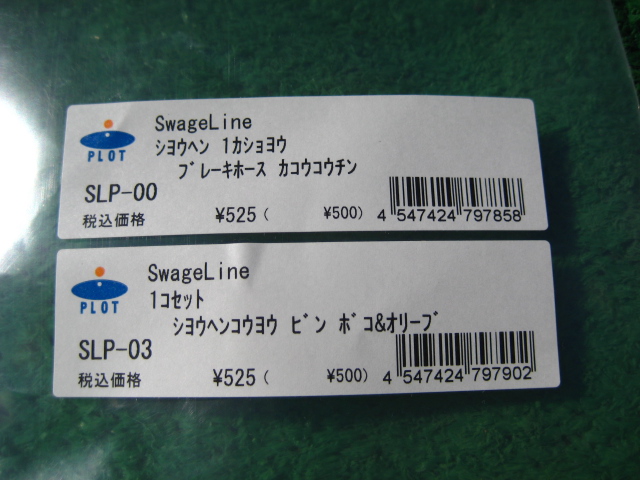 PLOT
SwageLine
ｼﾖｳﾍﾝ 1ｶｼｮﾖｳ
ﾌﾞﾚｰｷﾎｰｽ ｶｺｳｺｳﾁﾝ
SLP-00
税込価格 ¥525 ( ¥500) 4 547424 797858
PLOT
SwageLine
1ｺｾｯﾄ
ｼﾖｳﾍﾝｺｳﾖｳ ﾋﾞﾝ ﾎﾞｺ&ｵﾘｰﾌﾞ
SLP-03
税込価格 ¥525 ( ¥500) 4 547424 797902